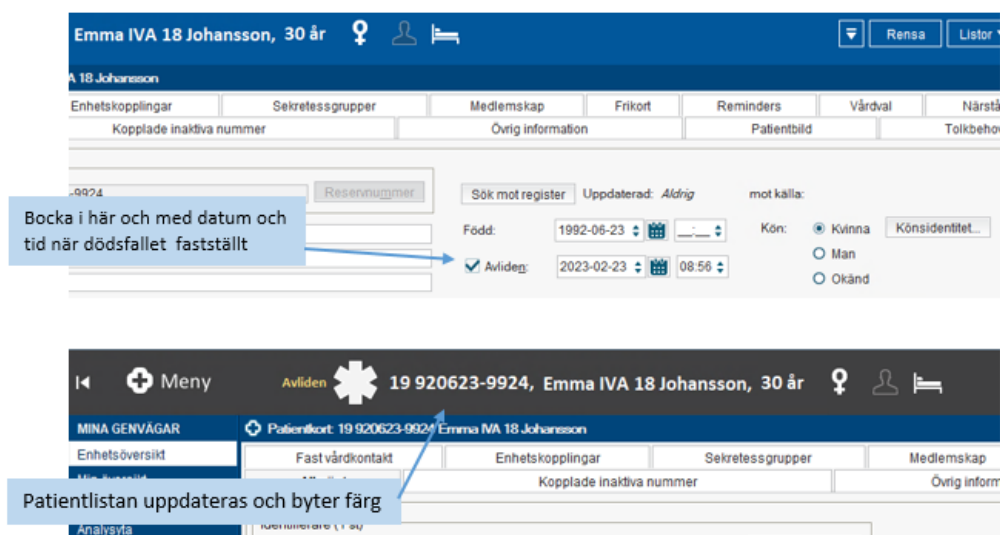 Emma IVA 18 Johansson, 30 år
Rensa
Listor
A 18 Johansson
Enhetskopplingar Sekretessgrupper Medlemskap Frikort Reminders Vårdval Närstå
Kopplade inaktiva nummer Övrig information Patientbild Tolkbehov
-9924 Reservnummer Sök mot register Uppdaterad: Aldrig mot källa:
Bocka i här och med datum och
tid när dödsfallet fastställt
Född: 1992-06-23 __:__ Kön: Kvinna Könsidentitet...
Man
Avliden: 2023-02-23 08:56
Okänd
Meny Avliden 19 920623-9924, Emma IVA 18 Johansson, 30 år
MINA GENVÄGAR Patientkort: 19 920623-9924 Emma IVA 18 Johansson
Enhetsöversikt Fast vårdkontakt Enhetskopplingar Sekretessgrupper Medlemskap
Kopplade inaktiva nummer Övrig inform
Patientlistan uppdateras och byter färg
Analysyta